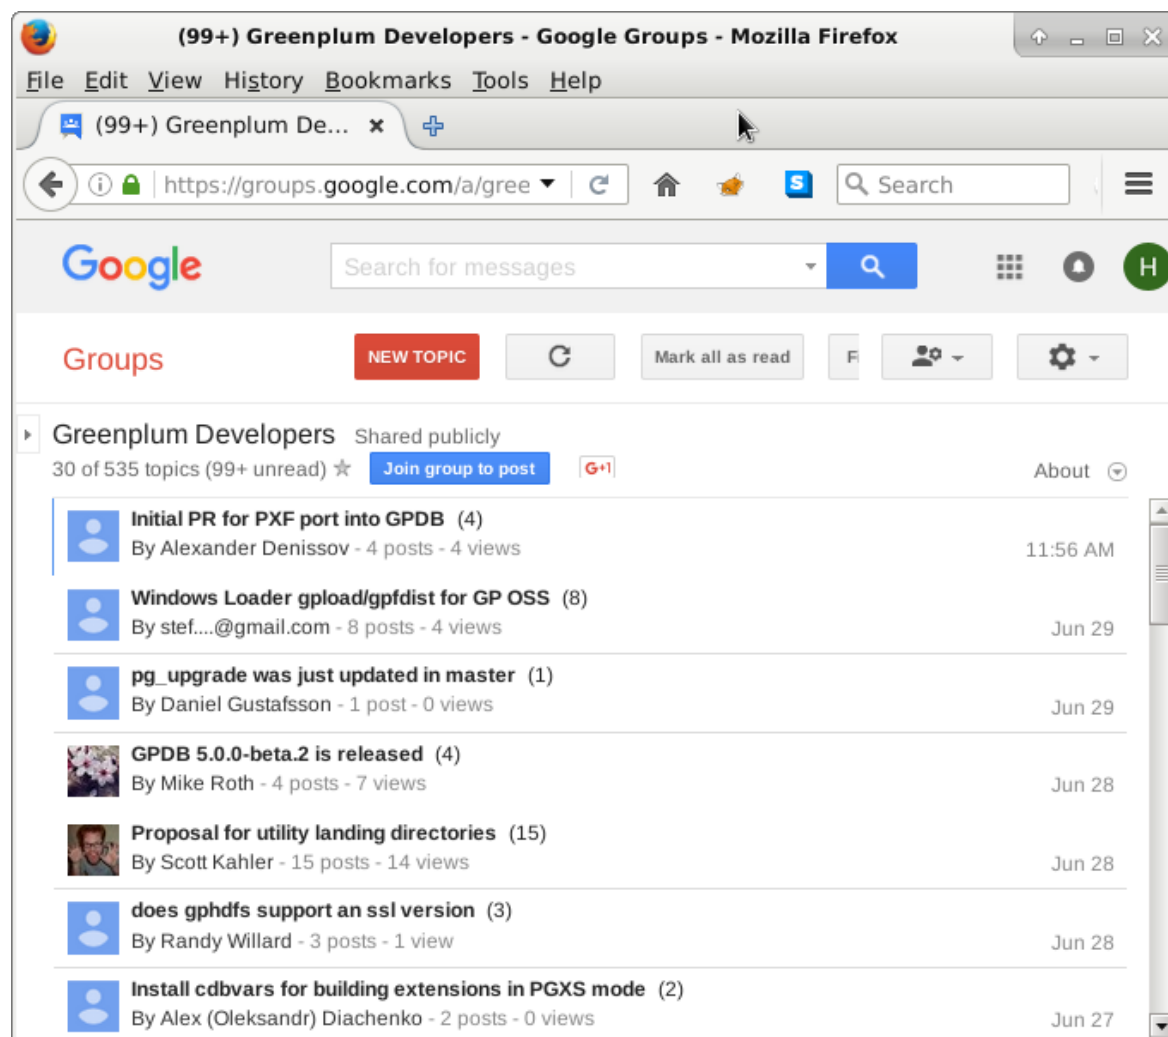 (99+) Greenplum Developers - Google Groups - Mozilla Firefox
File Edit View History Bookmarks Tools Help
(99+) Greenplum De...
https://groups.google.com/a/gree
S
Search
Google
Search for messages
H
Groups
NEW TOPIC
Mark all as read
Greenplum Developers Shared publicly
30 of 535 topics (99+ unread)
Join group to post
G+1
About
Initial PR for PXF port into GPDB (4)
By Alexander Denissov - 4 posts - 4 views
11:56 AM
Windows Loader gpload/gpfdist for GP OSS (8)
By stef....@gmail.com - 8 posts - 4 views
Jun 29
pg_upgrade was just updated in master (1)
By Daniel Gustafsson - 1 post - 0 views
Jun 29
GPDB 5.0.0-beta.2 is released (4)
By Mike Roth - 4 posts - 7 views
Jun 28
Proposal for utility landing directories (15)
By Scott Kahler - 15 posts - 14 views
Jun 28
does gphdfs support an ssl version (3)
By Randy Willard - 3 posts - 1 view
Jun 28
Install cdbvars for building extensions in PGXS mode (2)
By Alex (Oleksandr) Diachenko - 2 posts - 0 views
Jun 27